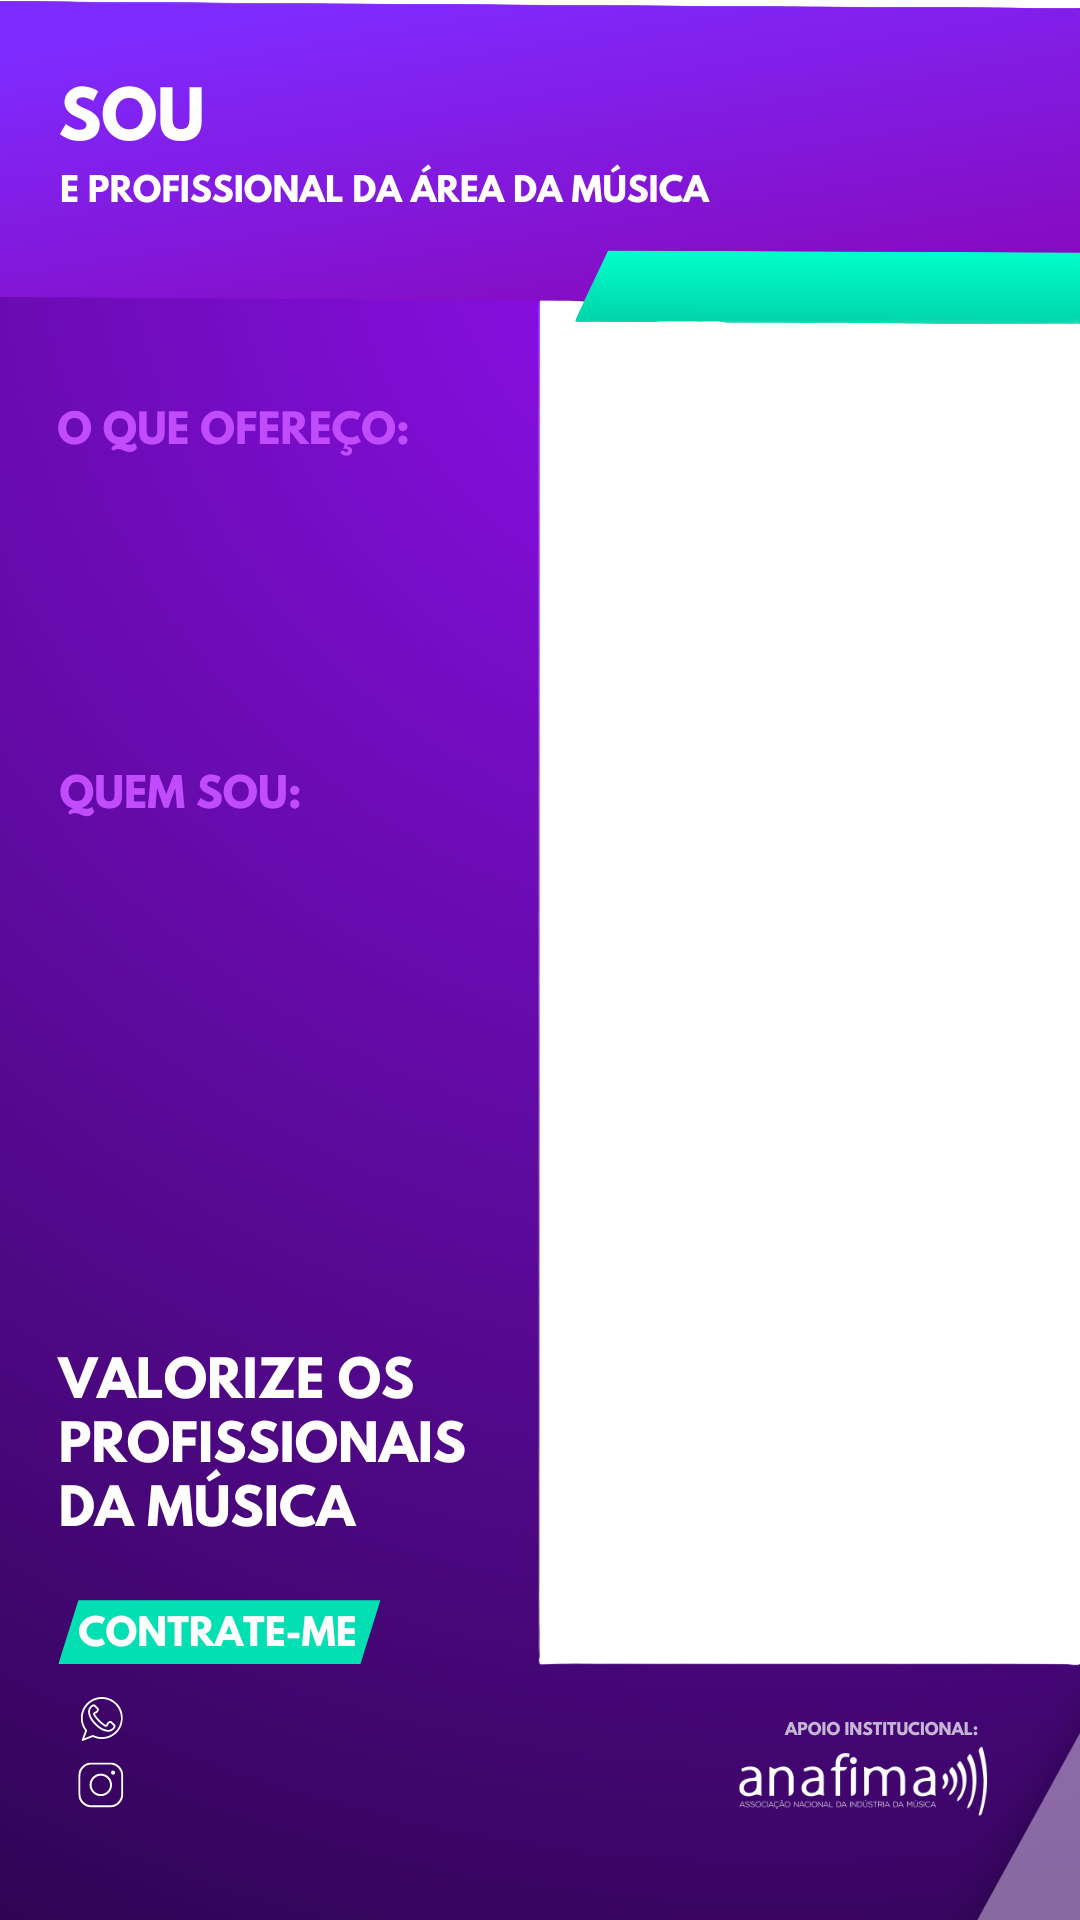 SOU
E PROFISSIONAL DA ÁREA DA MÚSICA
O QUE OFEREÇO:
QUEM SOU:
VALORIZE OS
PROFISSIONAIS
DA MÚSICA
CONTRATE-ME
APOIO INSTITUCIONAL:
anafima
ASSOCIAÇÃO NACIONAL DA INDÚSTRIA DA MÚSICA